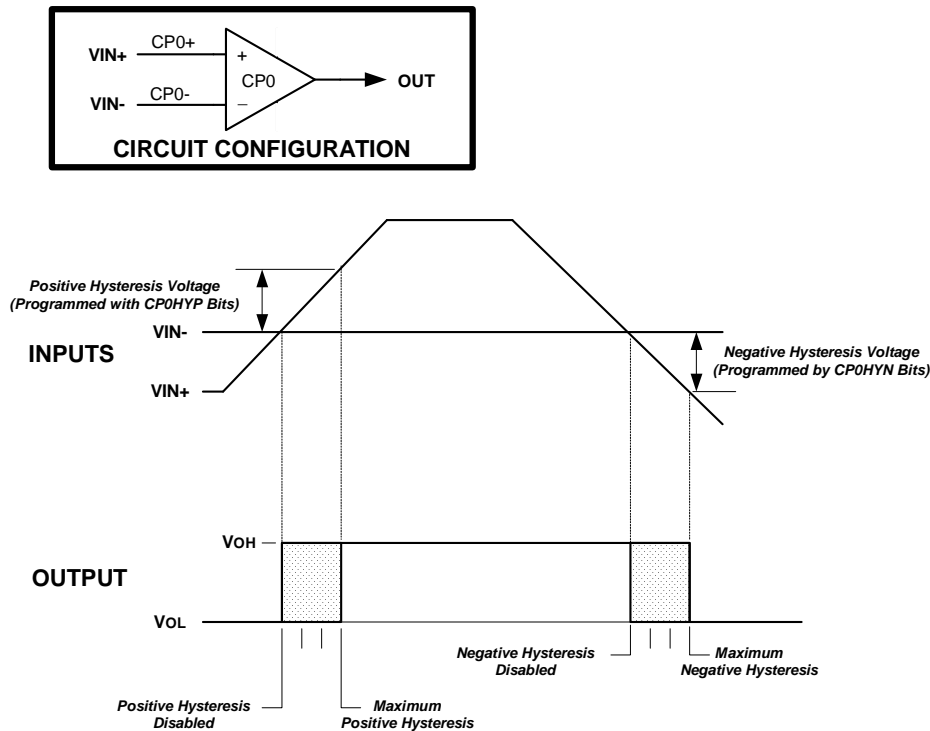 VIN+
CP0+
+
CP0
OUT
VIN-
CP0-
_
CIRCUIT CONFIGURATION
Positive Hysteresis Voltage
(Programmed with CP0HYP Bits)
VIN-
INPUTS
Negative Hysteresis Voltage
(Programmed by CP0HYN Bits)
VIN+
VOH
OUTPUT
VOL
Negative Hysteresis
Disabled
Maximum
Negative Hysteresis
Positive Hysteresis
Disabled
Maximum
Positive Hysteresis